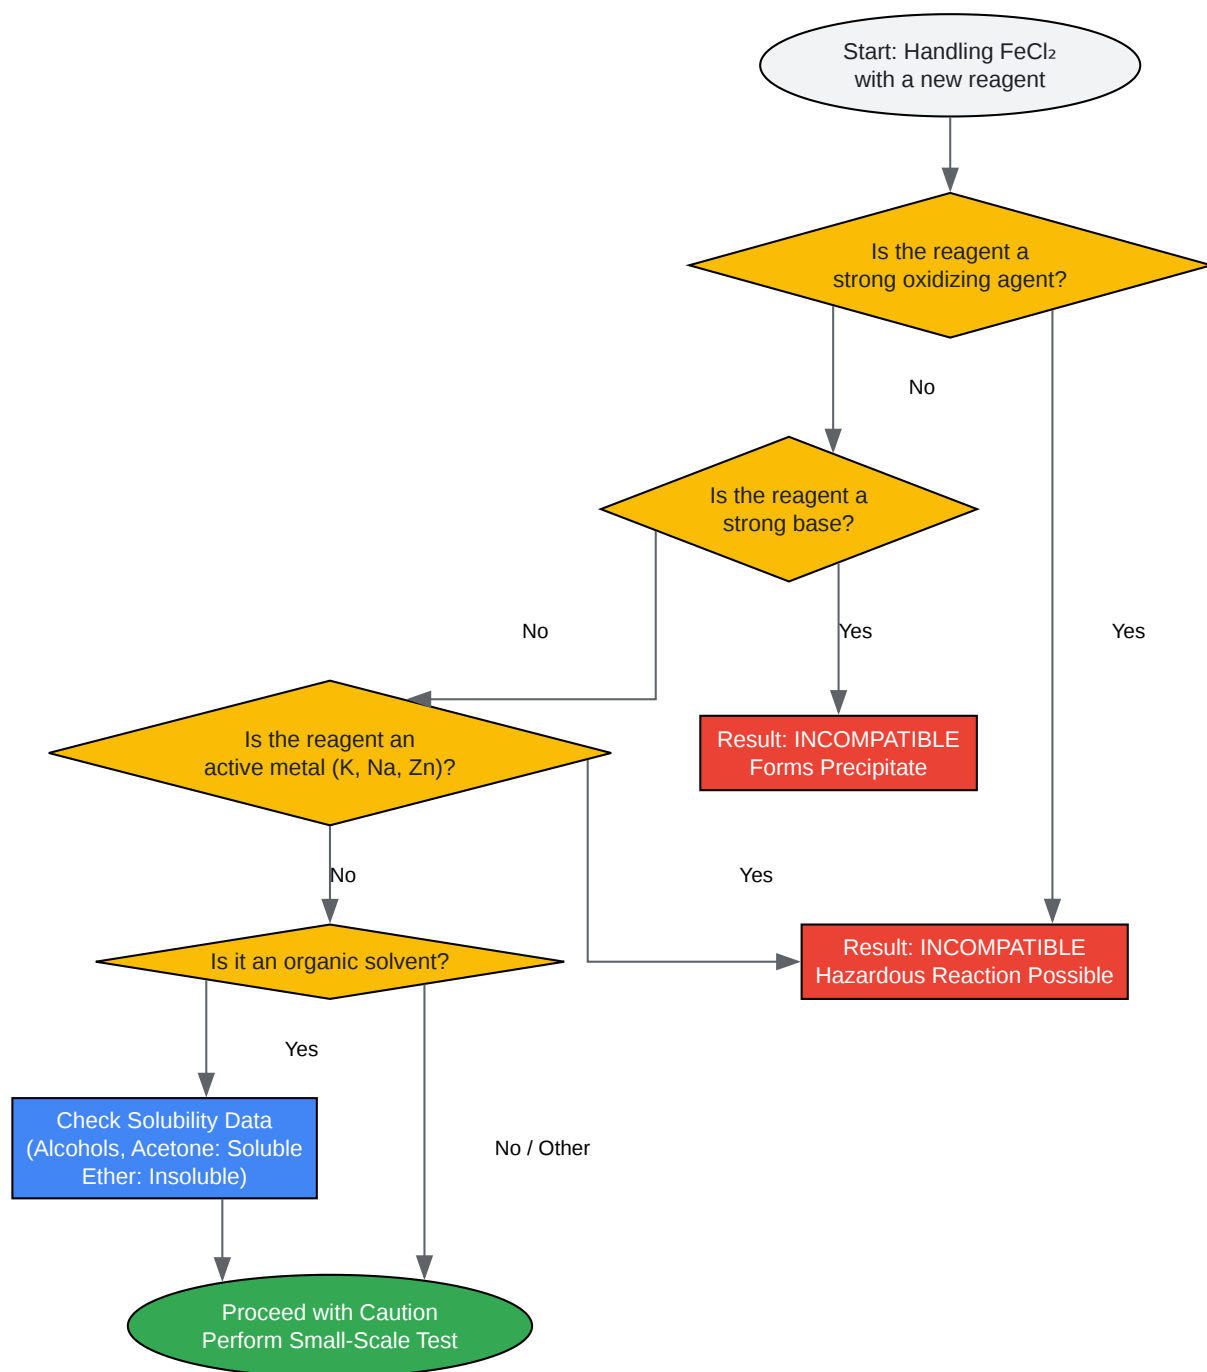 Start: Handling FeCl₂
with a new reagent
Is the reagent a
strong oxidizing agent?
No
Is the reagent a
strong base?
No
Yes
Yes
Is the reagent an
active metal (K, Na, Zn)?
Result: INCOMPATIBLE
Forms Precipitate
No
Yes
Is it an organic solvent?
Result: INCOMPATIBLE
Hazardous Reaction Possible
Yes
Check Solubility Data
(Alcohols, Acetone: Soluble
Ether: Insoluble)
No / Other
Proceed with Caution
Perform Small-Scale Test